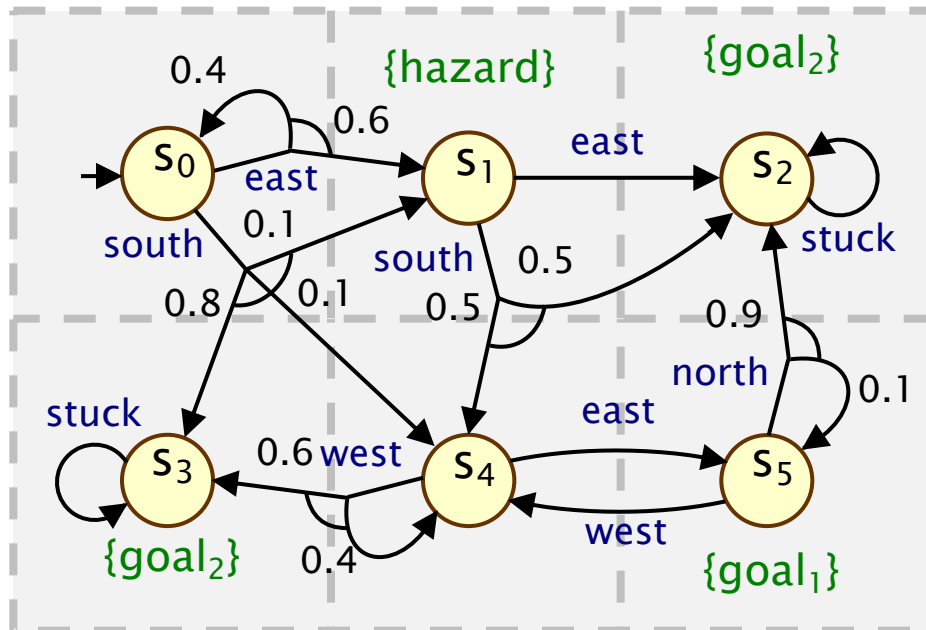 {hazard}
{goal₂}
0.4
0.6
s₀
s₁
s₂
east
east
0.1
south
south
0.5
stuck
0.8
0.1
0.5
0.9
north
0.1
stuck
east
0.6
west
s₃
s₄
s₅
west
0.4
{goal₂}
{goal₁}